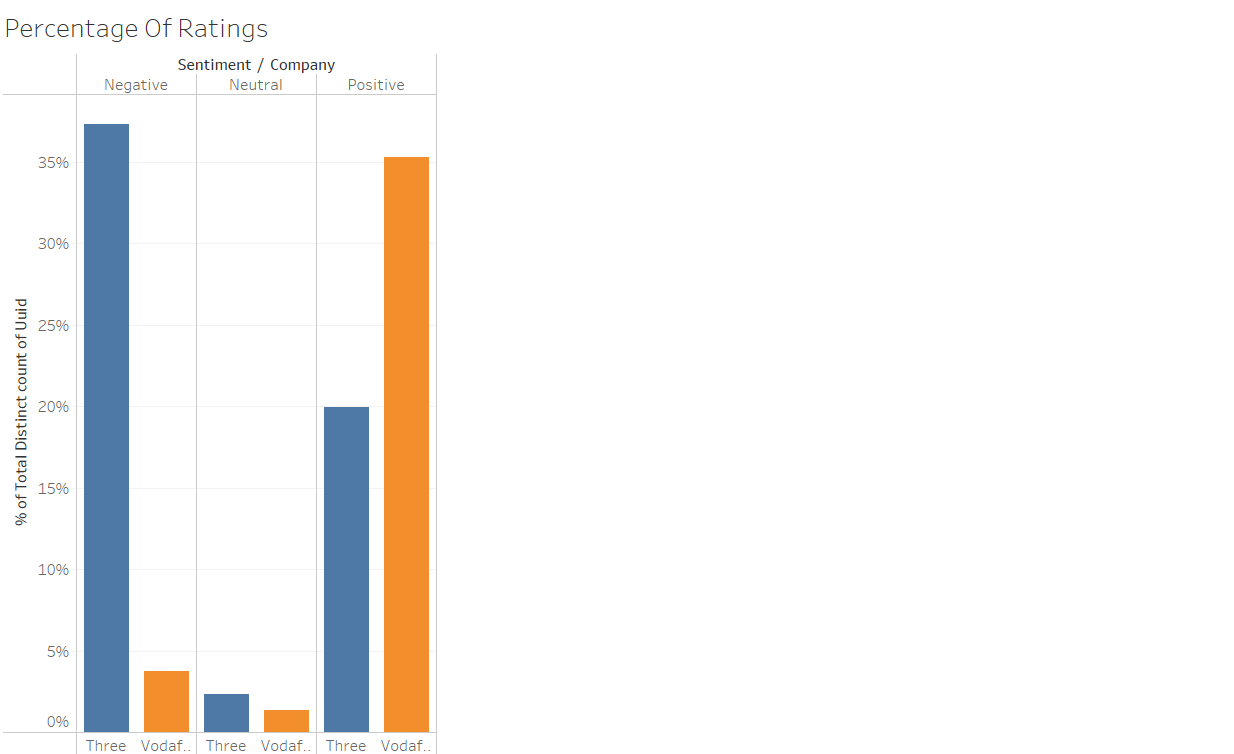 Percentage Of Ratings
Sentiment / Company
Negative Neutral Positive
% of Total Distinct count of Uuid
35%
30%
25%
20%
15%
10%
5%
0%
Three Vodaf.. Three Vodaf.. Three Vodaf..